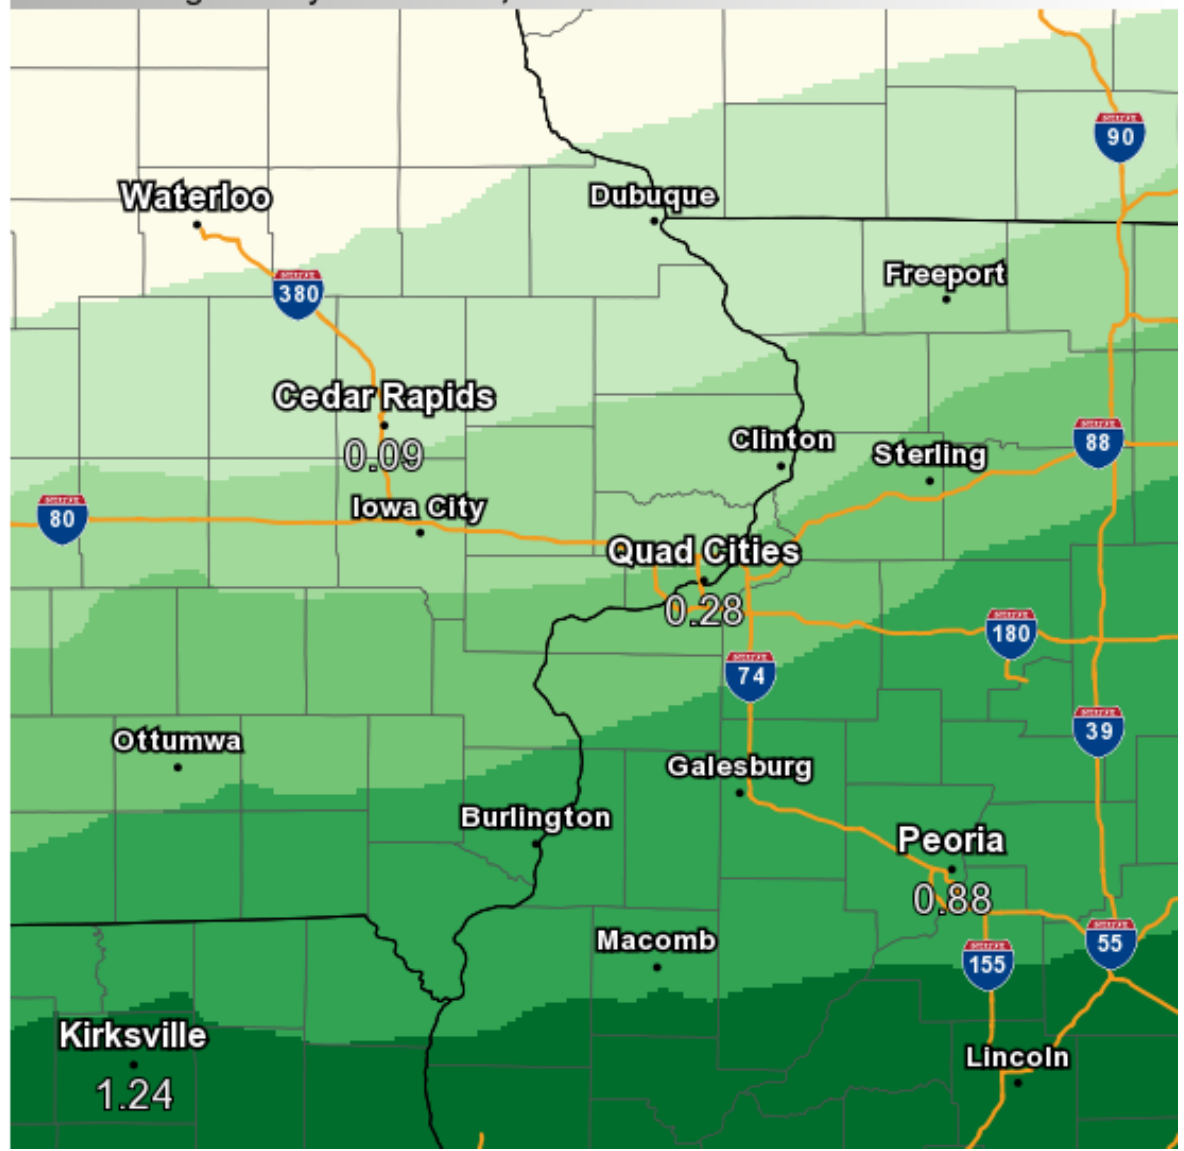 90
Waterloo
Dubuque
Freeport
380
Cedar Rapids
0.09
Clinton
88
Sterling
80
Iowa City
Quad Cities
0.28
180
74
39
Ottumwa
Galesburg
Burlington
Peoria
0.88
Macomb
55
155
Kirksville
1.24
Lincoln